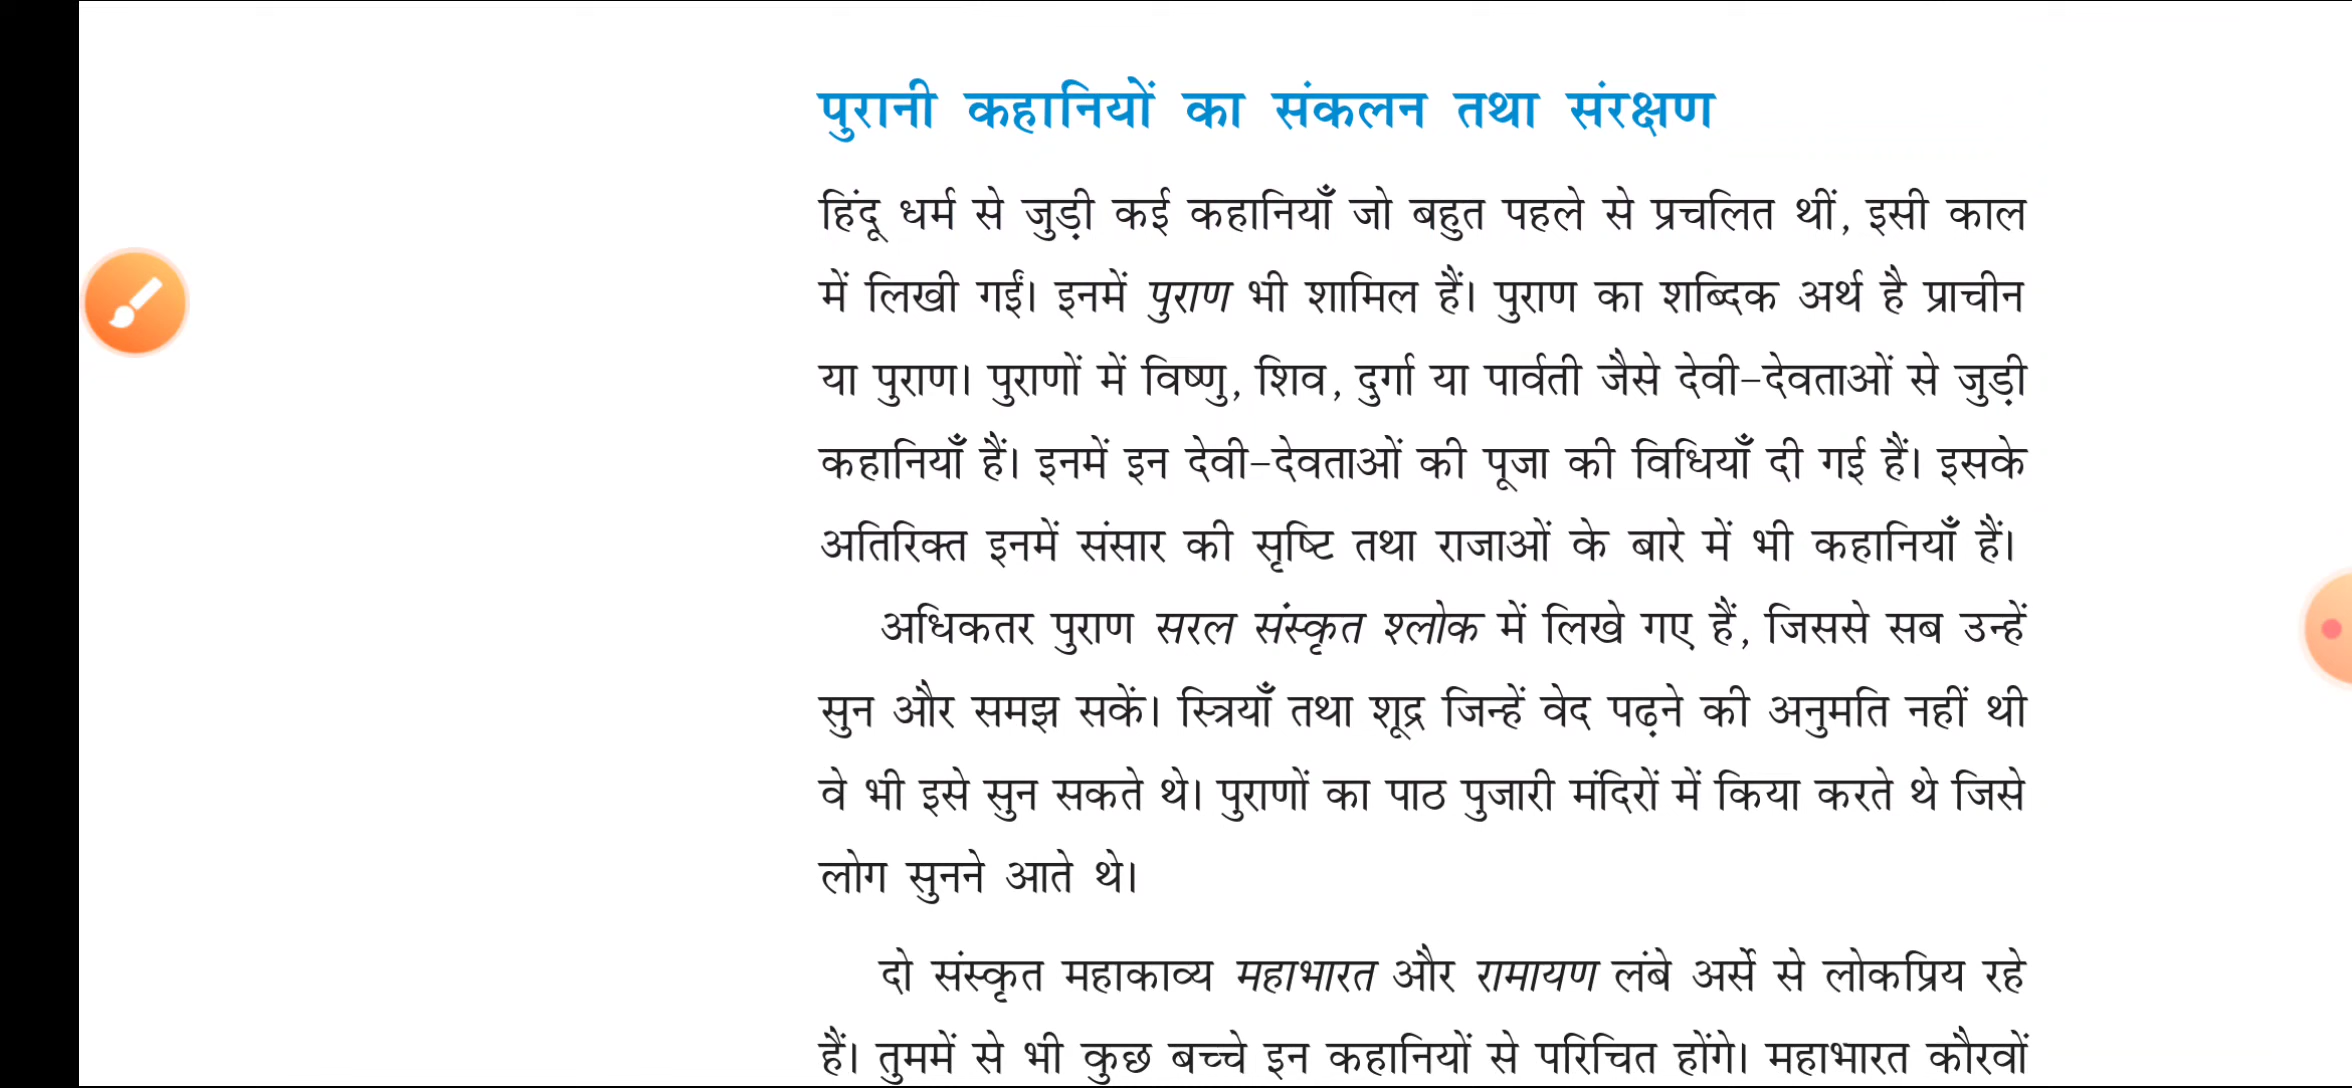 पुरानी कहानियों का संकलन तथा संरक्षण
हिंदू धर्म से जुड़ी कई कहानियाँ जो बहुत पहले से प्रचलित थीं, इसी काल
में लिखी गईं। इनमें पुराण भी शामिल हैं। पुराण का शाब्दिक अर्थ है प्राचीन
या पुराण। पुराणों में विष्णु, शिव, दुर्गा या पार्वती जैसे देवी-देवताओं से जुड़ी
कहानियाँ हैं। इनमें इन देवी-देवताओं की पूजा की विधियाँ दी गई हैं। इसके
अतिरिक्त इनमें संसार की सृष्टि तथा राजाओं के बारे में भी कहानियाँ हैं।
अधिकतर पुराण सरल संस्कृत श्लोक में लिखे गए हैं, जिससे सब उन्हें
सुन और समझ सकें। स्त्रियाँ तथा शूद्र जिन्हें वेद पढ़ने की अनुमति नहीं थी
वे भी इसे सुन सकते थे। पुराणों का पाठ पुजारी मंदिरों में किया करते थे जिसे
लोग सुनने आते थे।
दो संस्कृत महाकाव्य महाभारत और रामायण लंबे अर्से से लोकप्रिय रहे
हैं। तुममें से भी कुछ बच्चे इन कहानियों से परिचित होंगे। महाभारत कौरवों